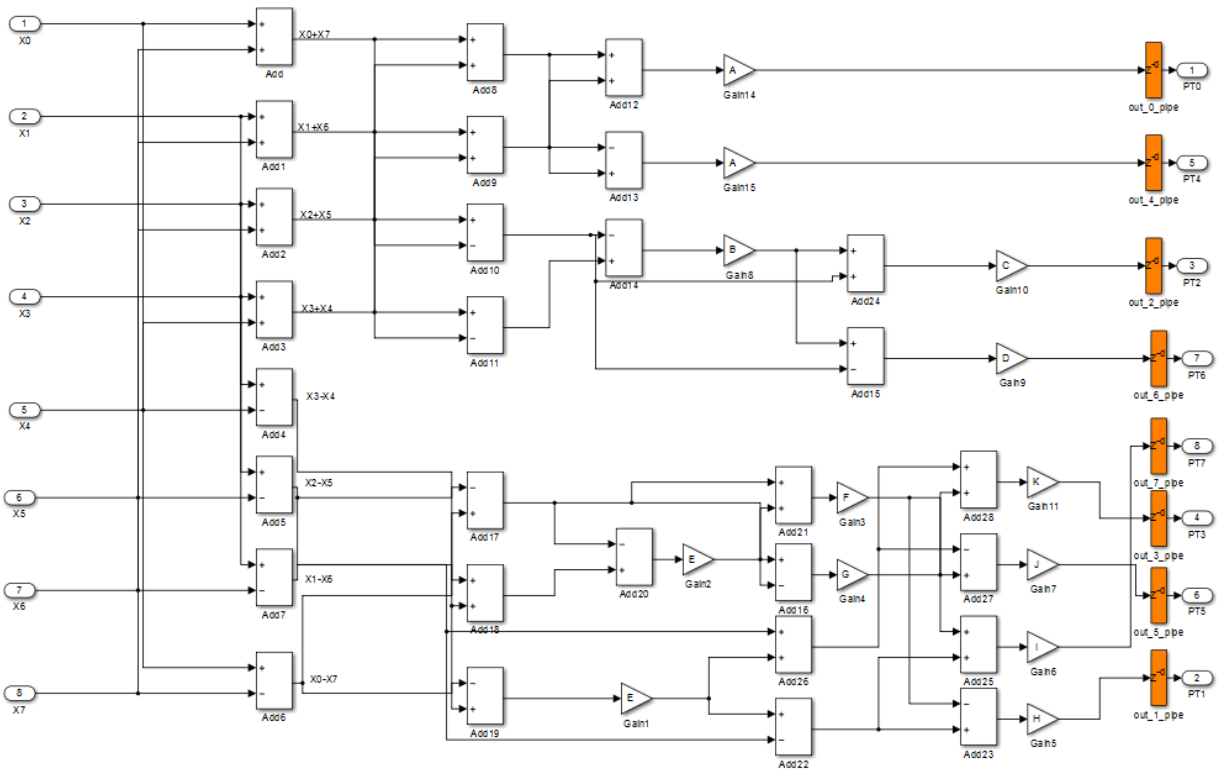 1
X0
2
X1
3
X2
4
X3
5
X4
6
X5
7
X6
8
X7
+
+
Add
X0+X7
+
+
Add1
X1+X6
+
+
Add2
X2+X5
+
+
Add3
X3+X4
+
−
Add4
X3-X4
+
−
Add5
X2-X5
+
−
Add7
X1-X6
+
−
Add6
X0-X7
+
+
Add8
+
+
Add9
+
−
Add10
+
−
Add11
−
+
Add17
+
+
Add18
−
+
Add19
+
+
Add12
−
+
Add13
−
+
Add14
−
+
Add20
E
Gain1
A
Gain14
A
Gain15
B
Gain8
E
Gain2
+
+
Add21
+
−
Add16
+
+
Add26
+
−
Add22
+
+
Add24
+
−
Add15
F
Gain3
G
Gain4
+
+
Add28
−
+
Add27
+
+
Add25
−
+
Add23
C
Gain10
D
Gain9
K
Gain11
J
Gain7
I
Gain6
H
Gain5
z-d
out_0_pipe
1
PT0
z-d
out_4_pipe
5
PT4
z-d
out_2_pipe
3
PT2
z-d
out_6_pipe
7
PT6
z-d
out_7_pipe
8
PT7
z-d
out_3_pipe
4
PT3
z-d
out_5_pipe
6
PT5
z-d
out_1_pipe
2
PT1